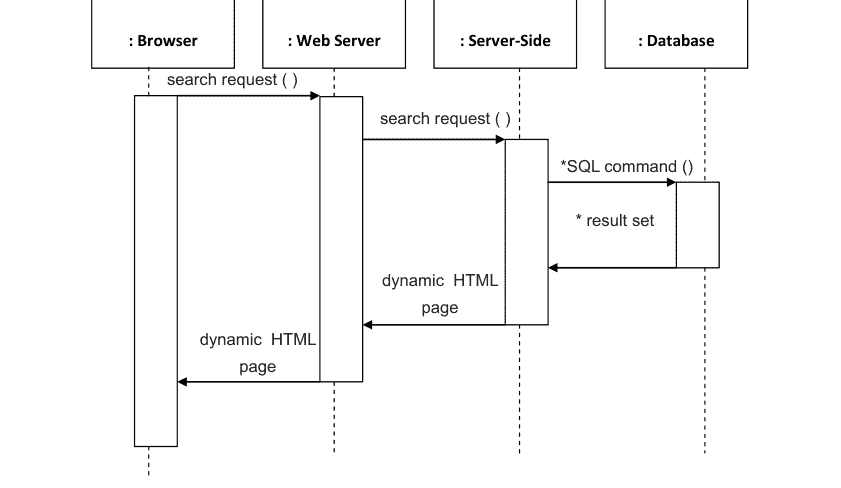 : Browser
: Web Server
: Server-Side
: Database
search request ( )
search request ( )
*SQL command ()
* result set
dynamic  HTML
page
dynamic  HTML
page